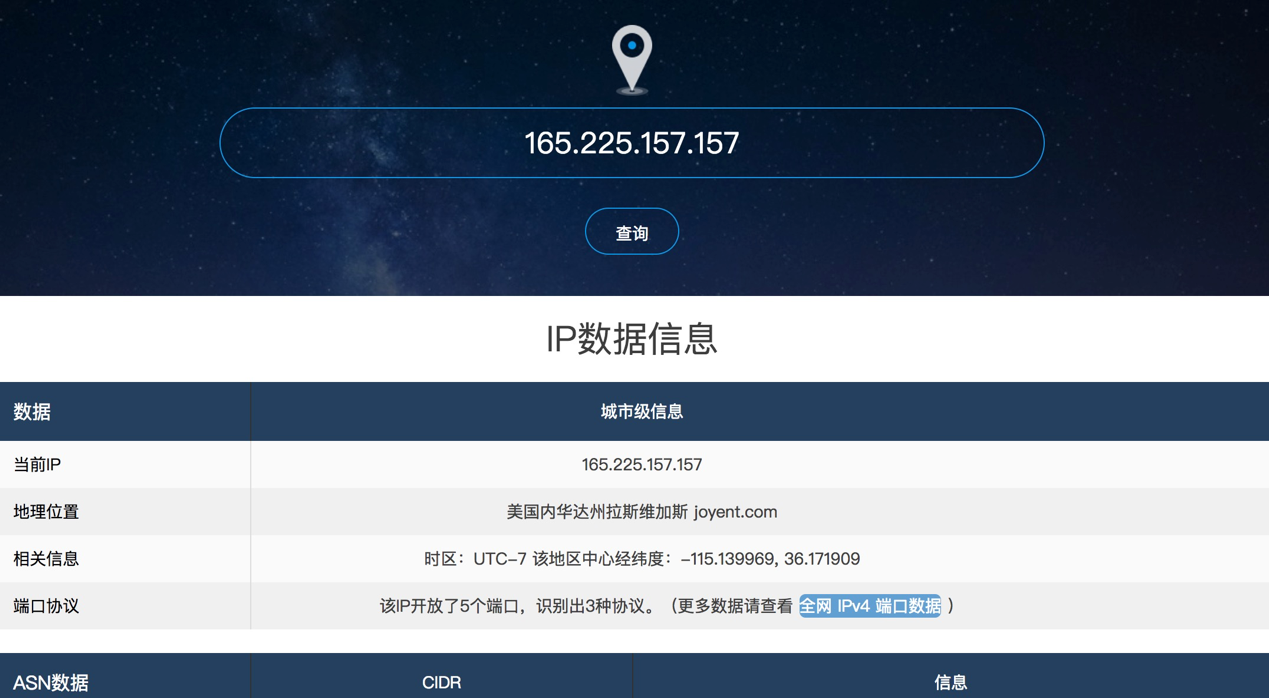 165.225.157.157
查询
IP数据信息
数据 城市级信息
当前IP 165.225.157.157
地理位置 美国内华达州拉斯维加斯 joyent.com
相关信息 时区：UTC-7 该地区中心经纬度：-115.139969, 36.171909
端口协议 该IP开放了5个端口，识别出3种协议。（更多数据请查看 全网 IPv4 端口数据 ）
ASN数据 CIDR 信息